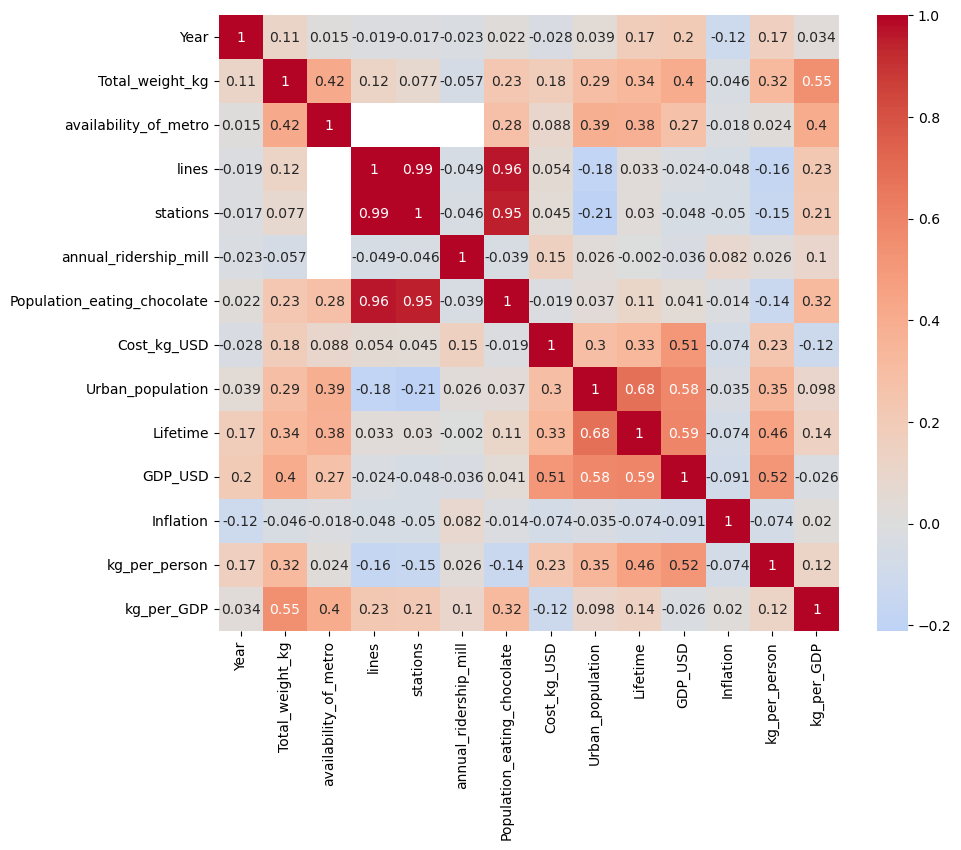 Year 1 0.11 0.015 -0.019 -0.017 -0.023 0.022 -0.028 0.039 0.17 0.2 -0.12 0.17 0.034
Total_weight_kg 0.11 1 0.42 0.12 0.077 -0.057 0.23 0.18 0.29 0.34 0.4 -0.046 0.32 0.55
availability_of_metro 0.015 0.42 1 0.28 0.088 0.39 0.38 0.27 -0.018 0.024 0.4
lines -0.019 0.12 1 0.99 -0.049 0.96 0.054 -0.18 0.033 -0.024 -0.048 -0.16 0.23
stations -0.017 0.077 0.99 1 -0.046 0.95 0.045 -0.21 0.03 -0.048 -0.05 -0.15 0.21
annual_ridership_mill -0.023 -0.057 -0.049 -0.046 1 -0.039 0.15 0.026 -0.002 -0.036 0.082 0.026 0.1
Population_eating_chocolate 0.022 0.23 0.28 0.96 0.95 -0.039 1 -0.019 0.037 0.11 0.041 -0.014 -0.14 0.32
Cost_kg_USD -0.028 0.18 0.088 0.054 0.045 0.15 -0.019 1 0.3 0.33 0.51 -0.074 0.23 -0.12
Urban_population 0.039 0.29 0.39 -0.18 -0.21 0.026 0.037 0.3 1 0.68 0.58 -0.035 0.35 0.098
Lifetime 0.17 0.34 0.38 0.033 0.03 -0.002 0.11 0.33 0.68 1 0.59 -0.074 0.46 0.14
GDP_USD 0.2 0.4 0.27 -0.024 -0.048 -0.036 0.041 0.51 0.58 0.59 1 -0.091 0.52 -0.026
Inflation -0.12 -0.046 -0.018 -0.048 -0.05 0.082 -0.014 -0.074 -0.035 -0.074 -0.091 1 -0.074 0.02
kg_per_person 0.17 0.32 0.024 -0.16 -0.15 0.026 -0.14 0.23 0.35 0.46 0.52 -0.074 1 0.12
kg_per_GDP 0.034 0.55 0.4 0.23 0.21 0.1 0.32 -0.12 0.098 0.14 -0.026 0.02 0.12 1
Year
Total_weight_kg
availability_of_metro
lines
stations
annual_ridership_mill
Population_eating_chocolate
Cost_kg_USD
Urban_population
Lifetime
GDP_USD
Inflation
kg_per_person
kg_per_GDP
1.0
0.8
0.6
0.4
0.2
0.0
−0.2